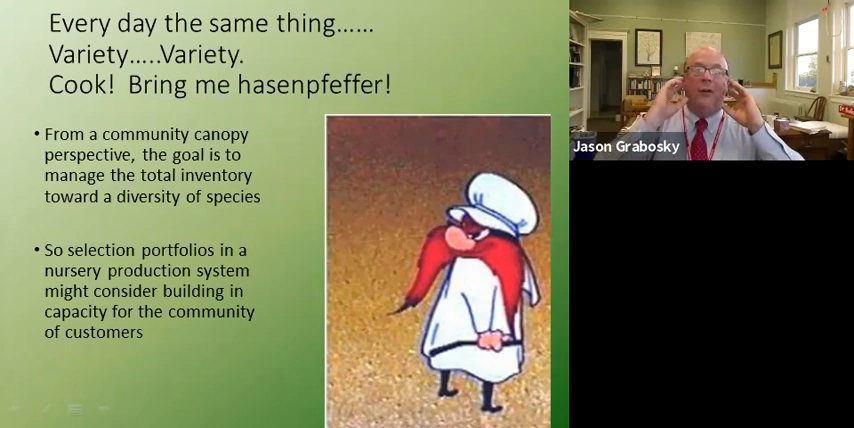 Every day the same thing……
Variety…..Variety.
Cook!  Bring me hasenpfeffer!
• From a community canopy
perspective, the goal is to
manage the total inventory
toward a diversity of species
• So selection portfolios in a
nursery production system
might consider building in
capacity for the community
of customers
Jason Grabosky